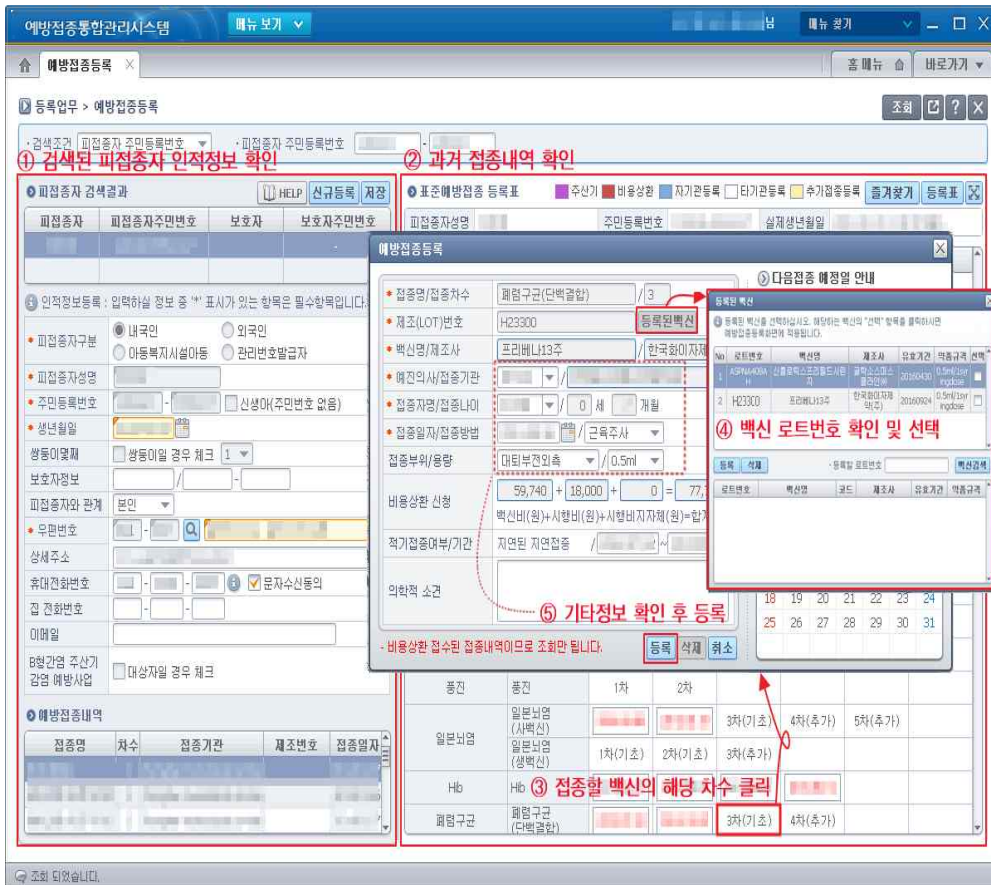 예방접종통합관리시스템 메뉴 보기 님 메뉴 찾기
예방접종등록 홈 메뉴 바로가기
등록업무 > 예방접종등록 조회 ? X
·검색조건 피접종자 주민등록번호 ·피접종자 주민등록번호 -
① 검색된 피접종자 인적정보 확인 ② 과거 접종내역 확인
피접종자 검색결과 HELP 신규등록 저장
피접종자 피접종자주민번호 보호자 보호자주민번호
-
인적정보등록 : 입력하실 정보 중 '*' 표시가 있는 항목은 필수항목입니다.
* 피접종자구분 내국인 외국인
아동복지시설아동 관리번호발급자
* 피접종자성명
* 주민등록번호 - 신생아(주민번호 없음)
* 생년월일
쌍둥이몇째 쌍둥이일 경우 체크 1
보호자정보 / -
피접종자와 관계 본인
* 우편번호 -
상세주소
휴대전화번호 - - 문자수신동의
집 전화번호 - -
이메일
B형간염 주산기
감염 예방사업 대상자일 경우 체크
예방접종내역
접종명 차수 접종기관 제조번호 접종일자
조회 되었습니다.
표준예방접종 등록표 주산기 비용상환 자기관등록 타기관등록 추가접종등록 즐겨찾기 등록표
피접종자성명 주민등록번호 실제생년월일
예방접종등록 X
* 접종명/접종차수 폐렴구균(단백결합) / 3
* 제조(LOT)번호 H23300 등록된백신
* 백신명/제조사 프리베나13주 / 한국화이자제
* 예진의사/접종기관 /
* 접종자명/접종나이 / 0 세 개월
* 접종일자/접종방법 / 근육주사
접종부위/용량 대퇴부전외측 / 0.5ml
비용상환 신청 59,740 + 18,000 + 0 = 77,
백신비(원)+시행비(원)+시행비지자체(원)=합계
적기접종여부/기간 지연된 지연접종 / ~
의학적 소견
⑤ 기타정보 확인 후 등록
- 비용상환 접수된 접종내역이므로 조회만 됩니다. 등록 삭제 취소
다음접종 예정일 안내
등록된 백신 X
등록된 백신를 선택하십시오. 해당하는 백신의 "선택" 항목을 클릭하시면
예방접종등록화면에 적용됩니다.
No 로트번호 백신명 제조사 유효기간 약품규격 선택
1 20160430
2 H23300 프리베나13주 한국화이자제약(주) 20160924 0.5ml/1syringdose
④ 백신 로트번호 확인 및 선택
등록 삭제 ·등록할 로트번호 백신검색
로트번호 백신명 코드 제조사 유효기간 약품규격
18 19 20 21 22 23 24
25 26 27 28 29 30 31
풍진 풍진 1차 2차
일본뇌염 일본뇌염
(사백신) 3차(기초) 4차(추가) 5차(추가)
일본뇌염
(생백신) 1차(기초) 2차(기초) 3차(추가)
Hib Hib
③ 접종할 백신의 해당 차수 클릭
폐렴구균 폐렴구균
(단백결합) 3차(기초) 4차(추가)